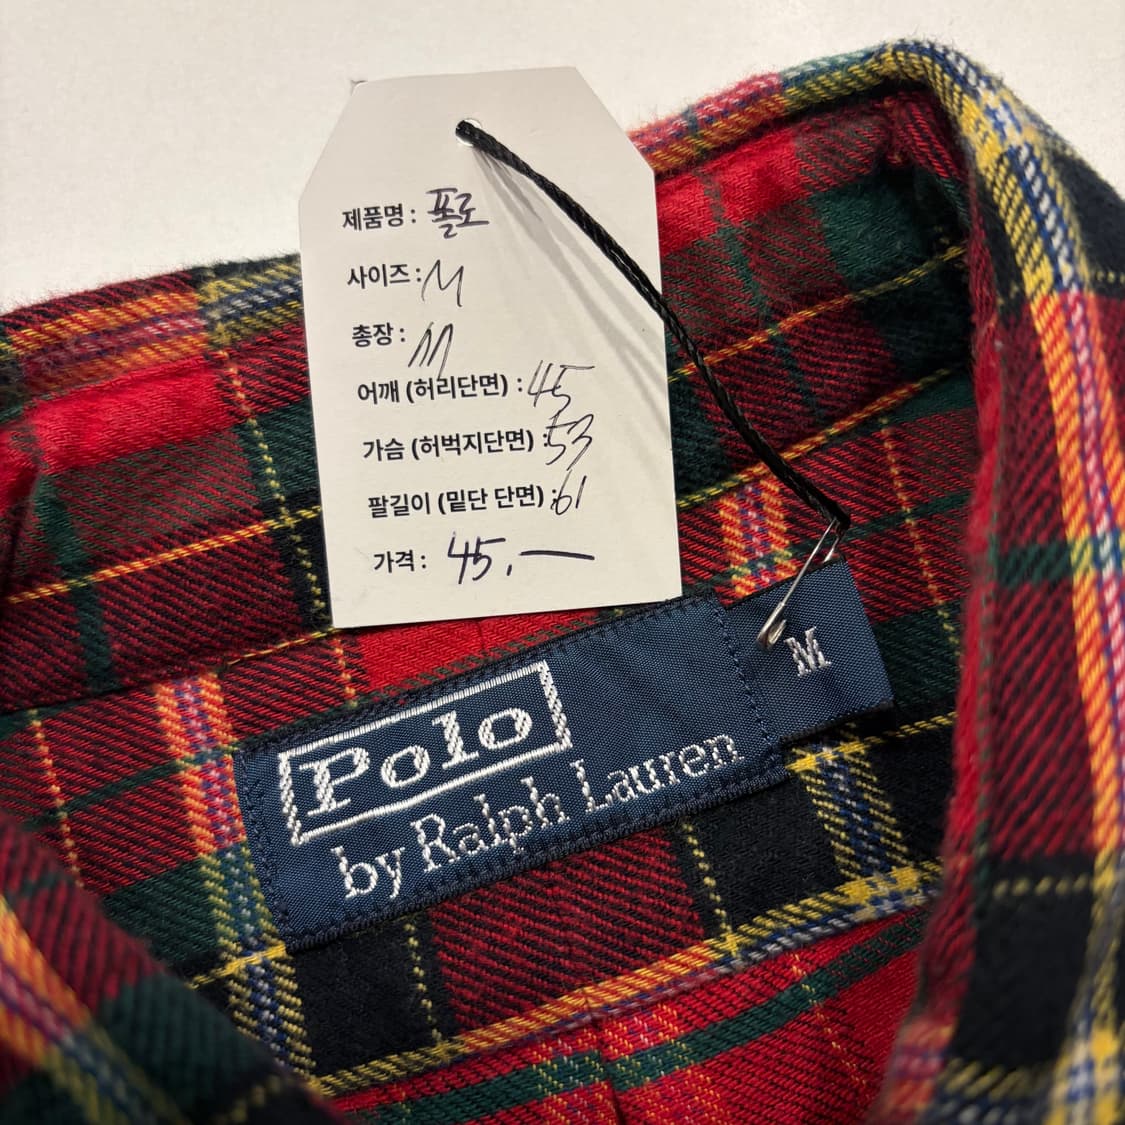 제품명 : 폴로
사이즈 : M
총장 : M
어깨 (허리단면) : 45
가슴 (허벅지단면) : 53
팔길이 (밑단 단면) : 61
가격 : 45.—
M
Polo
by Ralph Lauren